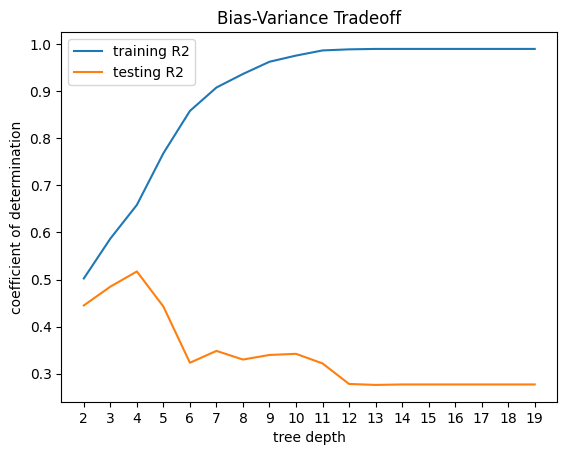 Bias-Variance Tradeoff
training R2
testing R2
coefficient of determination
1.0
0.9
0.8
0.7
0.6
0.5
0.4
0.3
2 3 4 5 6 7 8 9 10 11 12 13 14 15 16 17 18 19
tree depth